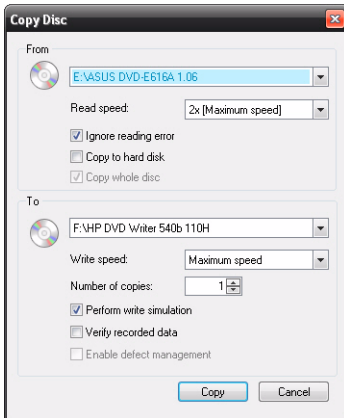 Copy Disc
From
E:\ASUS DVD-E616A 1.06
Read speed: 2x [Maximum speed]
Ignore reading error
Copy to hard disk
Copy whole disc
To
F:\HP DVD Writer 540b 110H
Write speed: Maximum speed
Number of copies: 1
Perform write simulation
Verify recorded data
Enable defect management
Copy Cancel